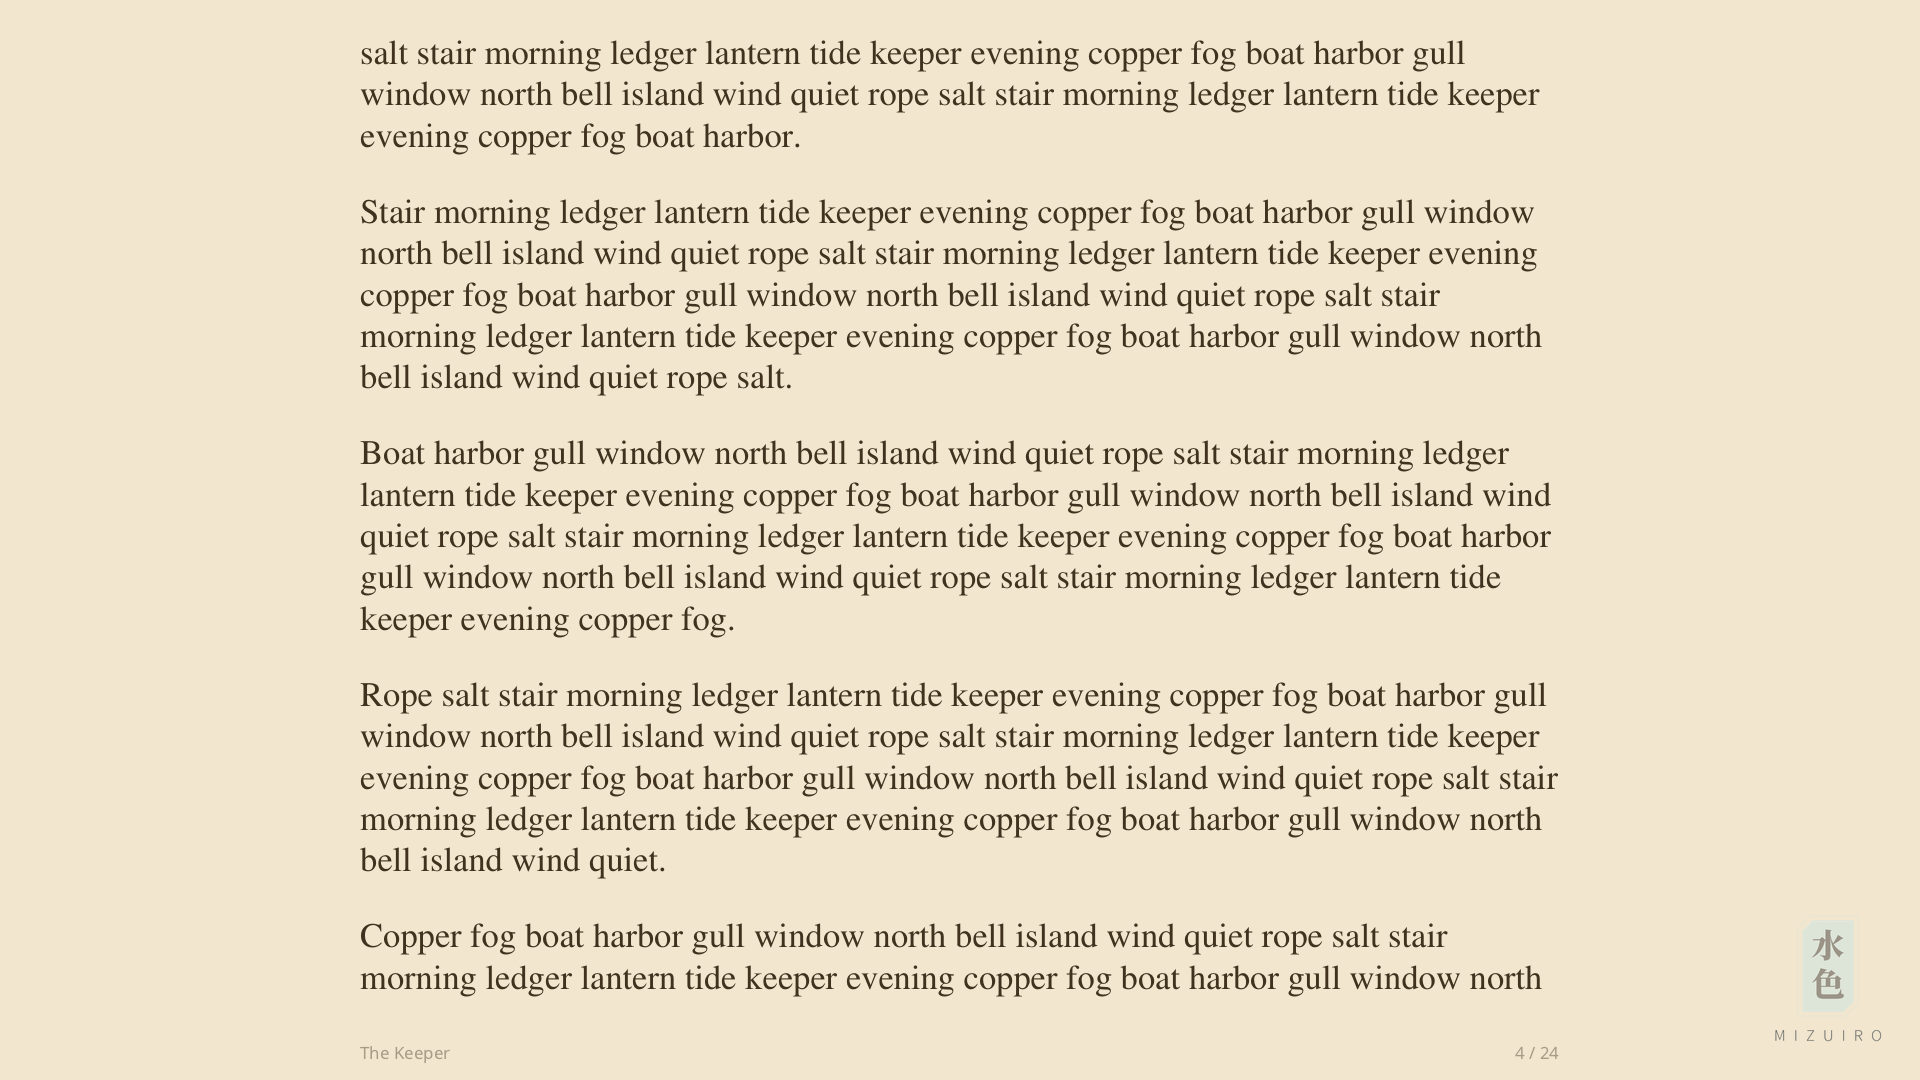 salt stair morning ledger lantern tide keeper evening copper fog boat harbor gull
window north bell island wind quiet rope salt stair morning ledger lantern tide keeper
evening copper fog boat harbor.
Stair morning ledger lantern tide keeper evening copper fog boat harbor gull window
north bell island wind quiet rope salt stair morning ledger lantern tide keeper evening
copper fog boat harbor gull window north bell island wind quiet rope salt stair
morning ledger lantern tide keeper evening copper fog boat harbor gull window north
bell island wind quiet rope salt.
Boat harbor gull window north bell island wind quiet rope salt stair morning ledger
lantern tide keeper evening copper fog boat harbor gull window north bell island wind
quiet rope salt stair morning ledger lantern tide keeper evening copper fog boat harbor
gull window north bell island wind quiet rope salt stair morning ledger lantern tide
keeper evening copper fog.
Rope salt stair morning ledger lantern tide keeper evening copper fog boat harbor gull
window north bell island wind quiet rope salt stair morning ledger lantern tide keeper
evening copper fog boat harbor gull window north bell island wind quiet rope salt stair
morning ledger lantern tide keeper evening copper fog boat harbor gull window north
bell island wind quiet.
Copper fog boat harbor gull window north bell island wind quiet rope salt stair
morning ledger lantern tide keeper evening copper fog boat harbor gull window north
The Keeper
4 / 24
水色
MIZUIRO